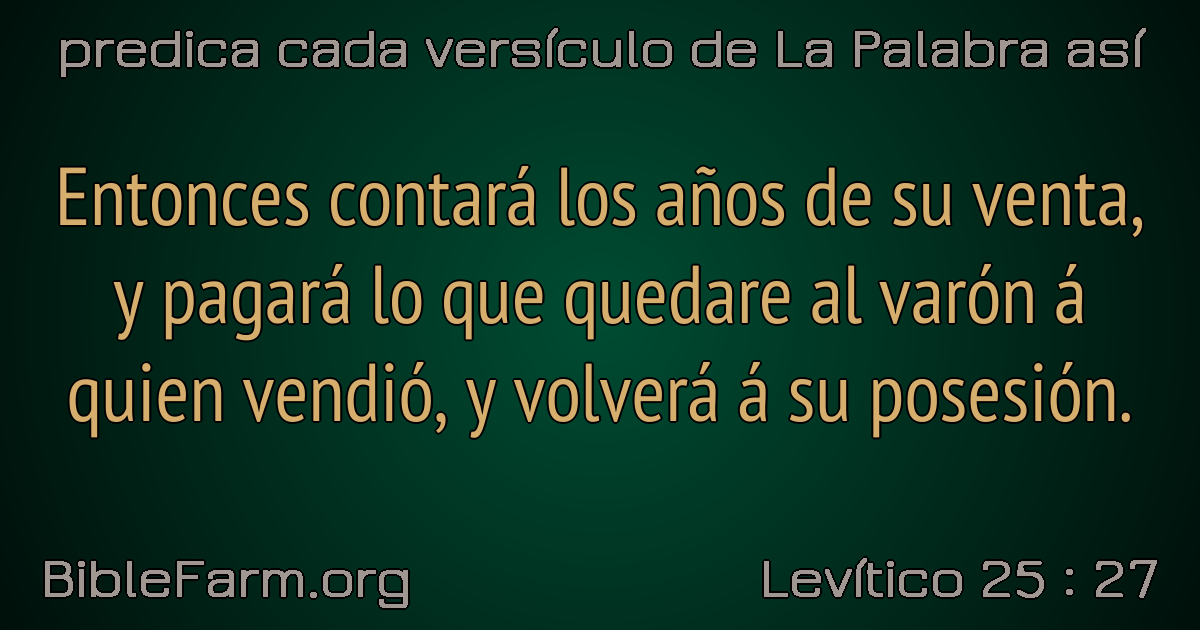 predica cada versículo de La Palabra así
Entonces contará los años de su venta,
y pagará lo que quedare al varón á
quien vendió, y volverá á su posesión.
BibleFarm.org
Levítico 25 : 27